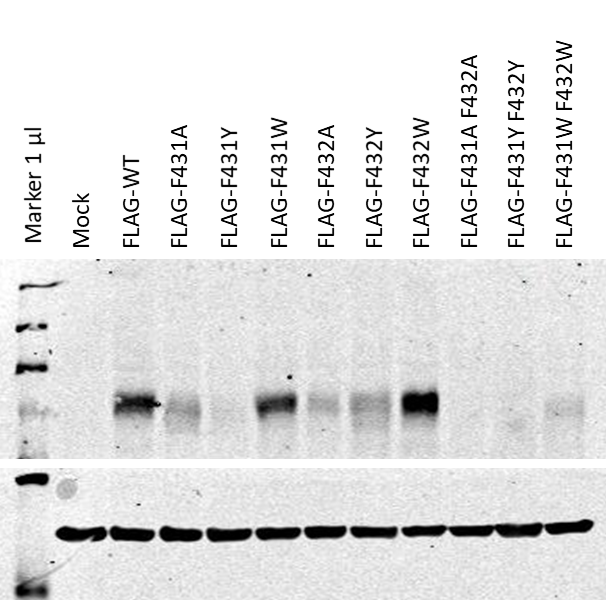 Marker 1 µl
Mock
FLAG-WT
FLAG-F431A
FLAG-F431Y
FLAG-F431W
FLAG-F432A
FLAG-F432Y
FLAG-F432W
FLAG-F431A F432A
FLAG-F431Y F432Y
FLAG-F431W F432W